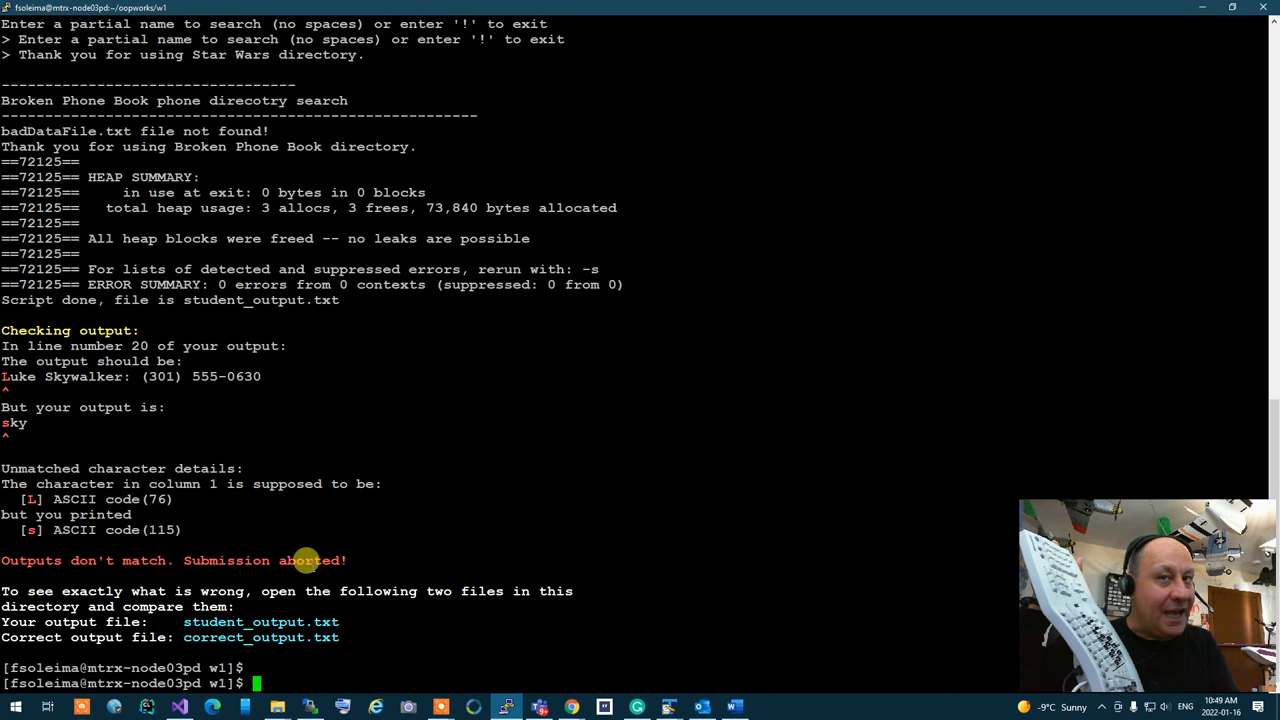 fsoleima@mtrx-node03pd:~/oopworks/w1
Enter a partial name to search (no spaces) or enter '!' to exit
> Enter a partial name to search (no spaces) or enter '!' to exit
> Thank you for using Star Wars directory.
----------------------------------
Broken Phone Book phone direcotry search
-------------------------------------------------------
badDataFile.txt file not found!
Thank you for using Broken Phone Book directory.
==72125==
==72125== HEAP SUMMARY:
==72125==     in use at exit: 0 bytes in 0 blocks
==72125==   total heap usage: 3 allocs, 3 frees, 73,840 bytes allocated
==72125==
==72125== All heap blocks were freed -- no leaks are possible
==72125==
==72125== For lists of detected and suppressed errors, rerun with: -s
==72125== ERROR SUMMARY: 0 errors from 0 contexts (suppressed: 0 from 0)
Script done, file is student_output.txt
Checking output:
In line number 20 of your output:
The output should be:
Luke Skywalker: (301) 555-0630
^
But your output is:
sky
^
Unmatched character details:
The character in column 1 is supposed to be:
  [L] ASCII code(76)
but you printed
  [s] ASCII code(115)
Outputs don't match. Submission aborted!
To see exactly what is wrong, open the following two files in this
directory and compare them:
Your output file:    student_output.txt
Correct output file: correct_output.txt
[fsoleima@mtrx-node03pd w1]$
[fsoleima@mtrx-node03pd w1]$
-9°C Sunny
10:49 AM
2022-01-16